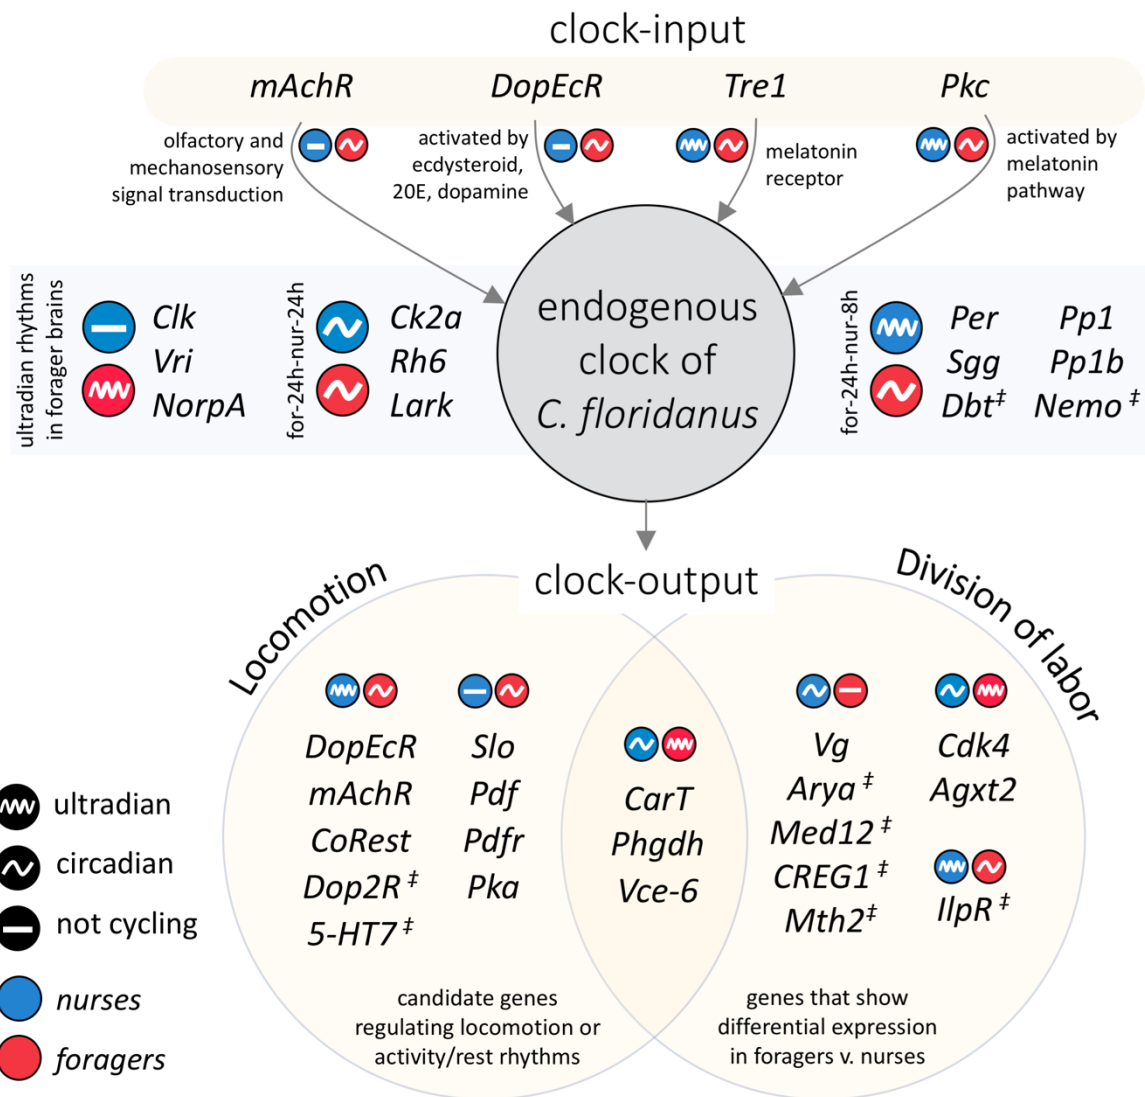 clock-input
mAchR
DopEcR
Tre1
Pkc
olfactory and
mechanosensory
signal transduction
activated by
ecdysteroid,
20E, dopamine
melatonin
receptor
activated by
melatonin
pathway
ultradian rhythms
in forager brains
Clk
Vri
NorpA
for-24h-nur-24h
Ck2a
Rh6
Lark
endogenous
clock of
C. floridanus
for-24h-nur-8h
Per
Sgg
Dbt‡
Pp1
Pp1b
Nemo ‡
clock-output
Locomotion
Division of labor
DopEcR
mAchR
CoRest
Dop2R ‡
5-HT7 ‡
Slo
Pdf
Pdfr
Pka
CarT
Phgdh
Vce-6
Vg
Arya ‡
Med12 ‡
CREG1 ‡
Mth2‡
Cdk4
Agxt2
IlpR ‡
candidate genes
regulating locomotion or
activity/rest rhythms
genes that show
differential expression
in foragers v. nurses
ultradian
circadian
not cycling
nurses
foragers